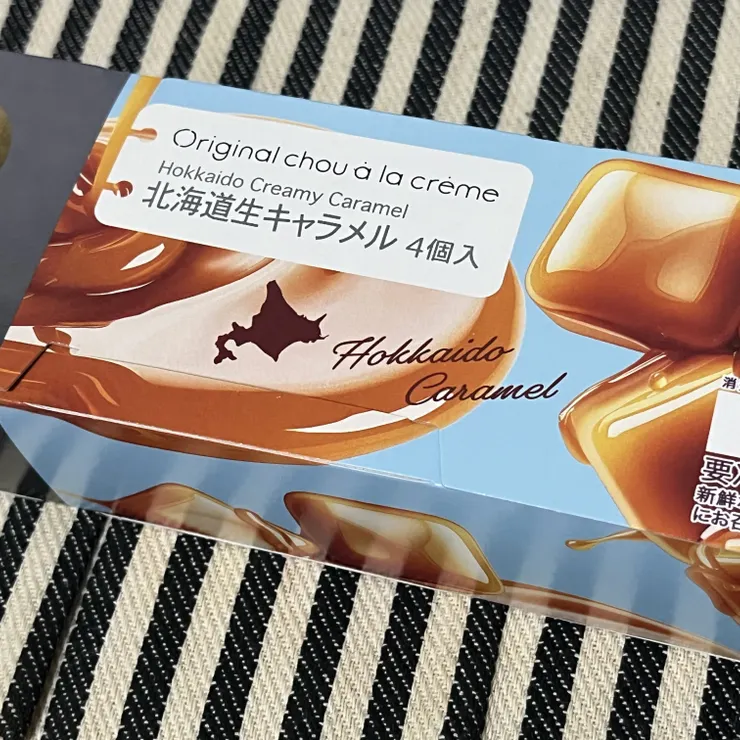 Original chou à la crème
Hokkaido Creamy Caramel
北海道生キャラメル 4個入
Hokkaido
Caramel
消
要
新鮮
にお